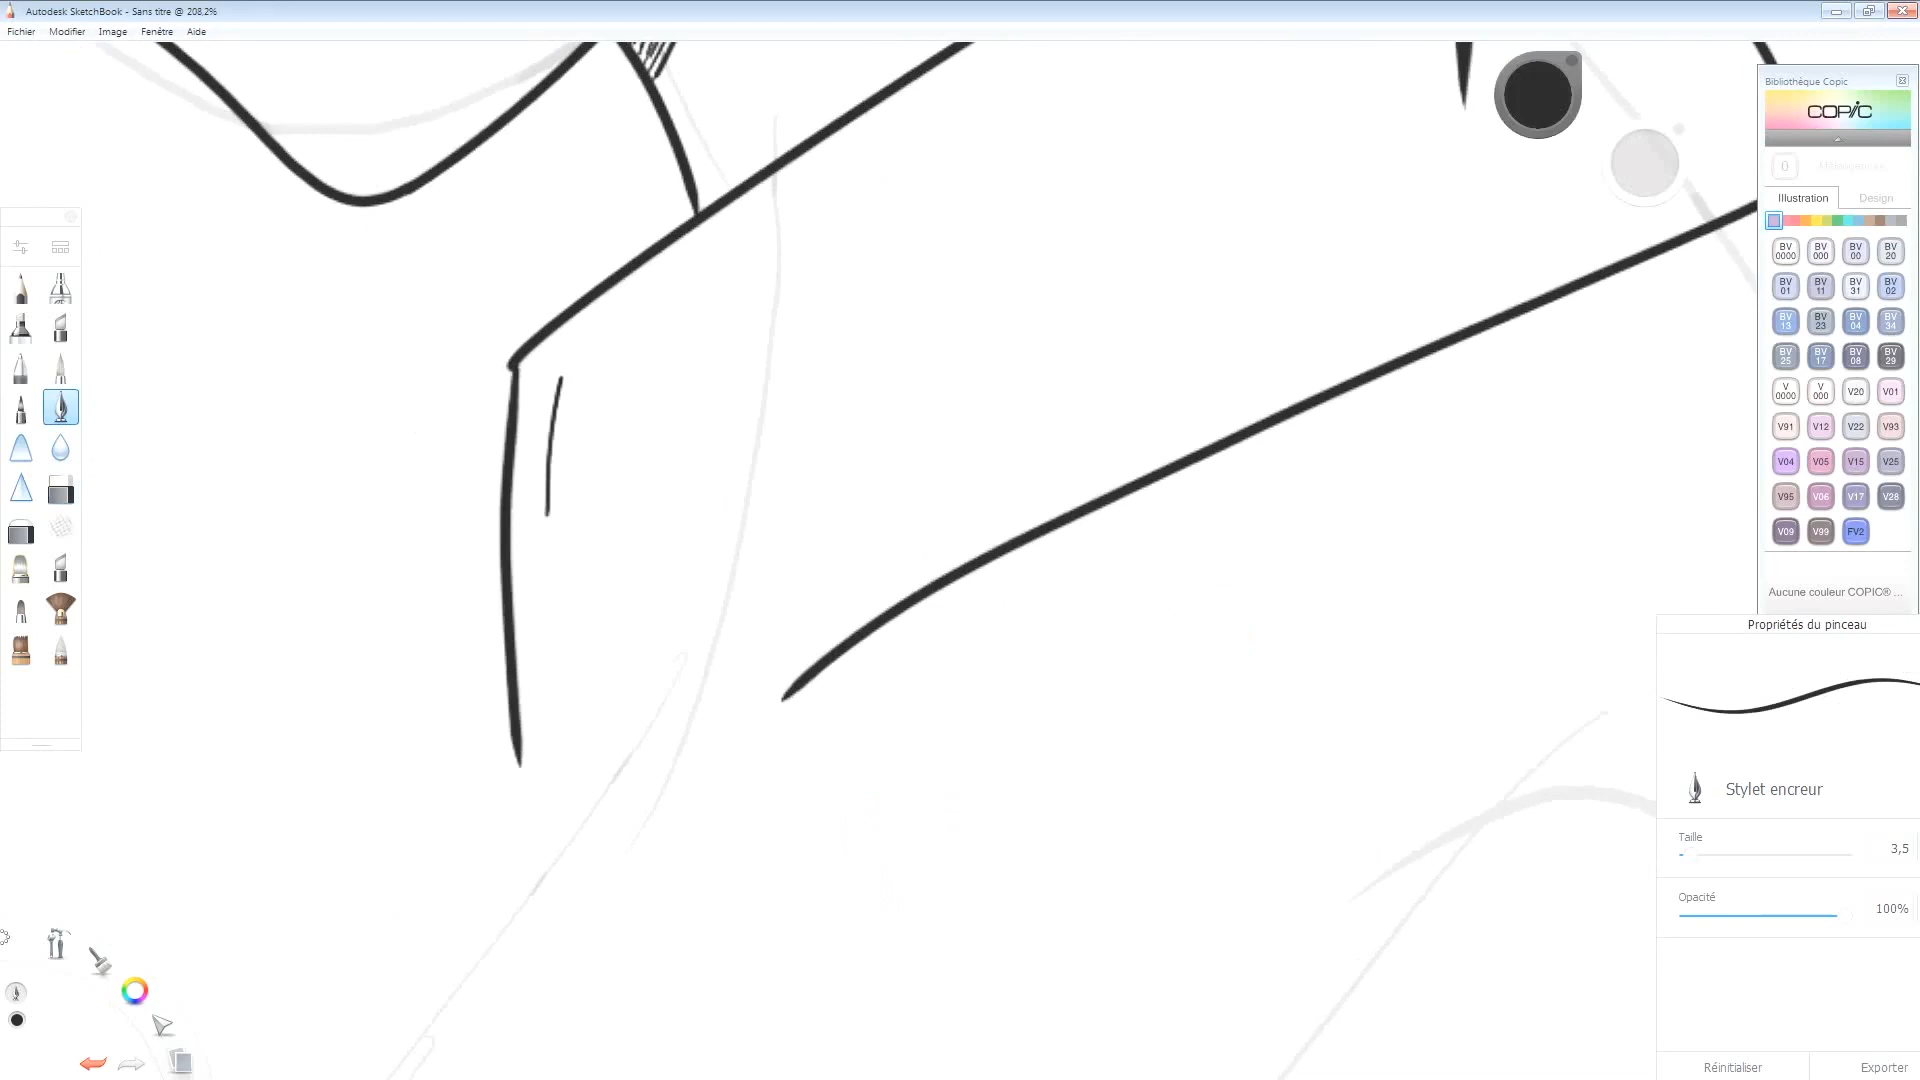 Autodesk SketchBook - Sans titre @ 208,2%
Fichier Modifier Image Fenêtre Aide
Bibliothèque Copic
COPIC
0 Mélangeur
Illustration Design
BV 0000 BV 000 BV 00 BV 20
BV 01 BV 11 BV 31 BV 02
BV 13 BV 23 BV 04 BV 34
BV 25 BV 17 BV 08 BV 29
V 0000 V 000 V20 V01
V91 V12 V22 V93
V04 V05 V15 V25
V95 V06 V17 V28
V09 V99 FV2
Aucune couleur COPIC® ...
Propriétés du pinceau
Stylet encreur
Taille
3,5
Opacité
100%
Réinitialiser Exporter